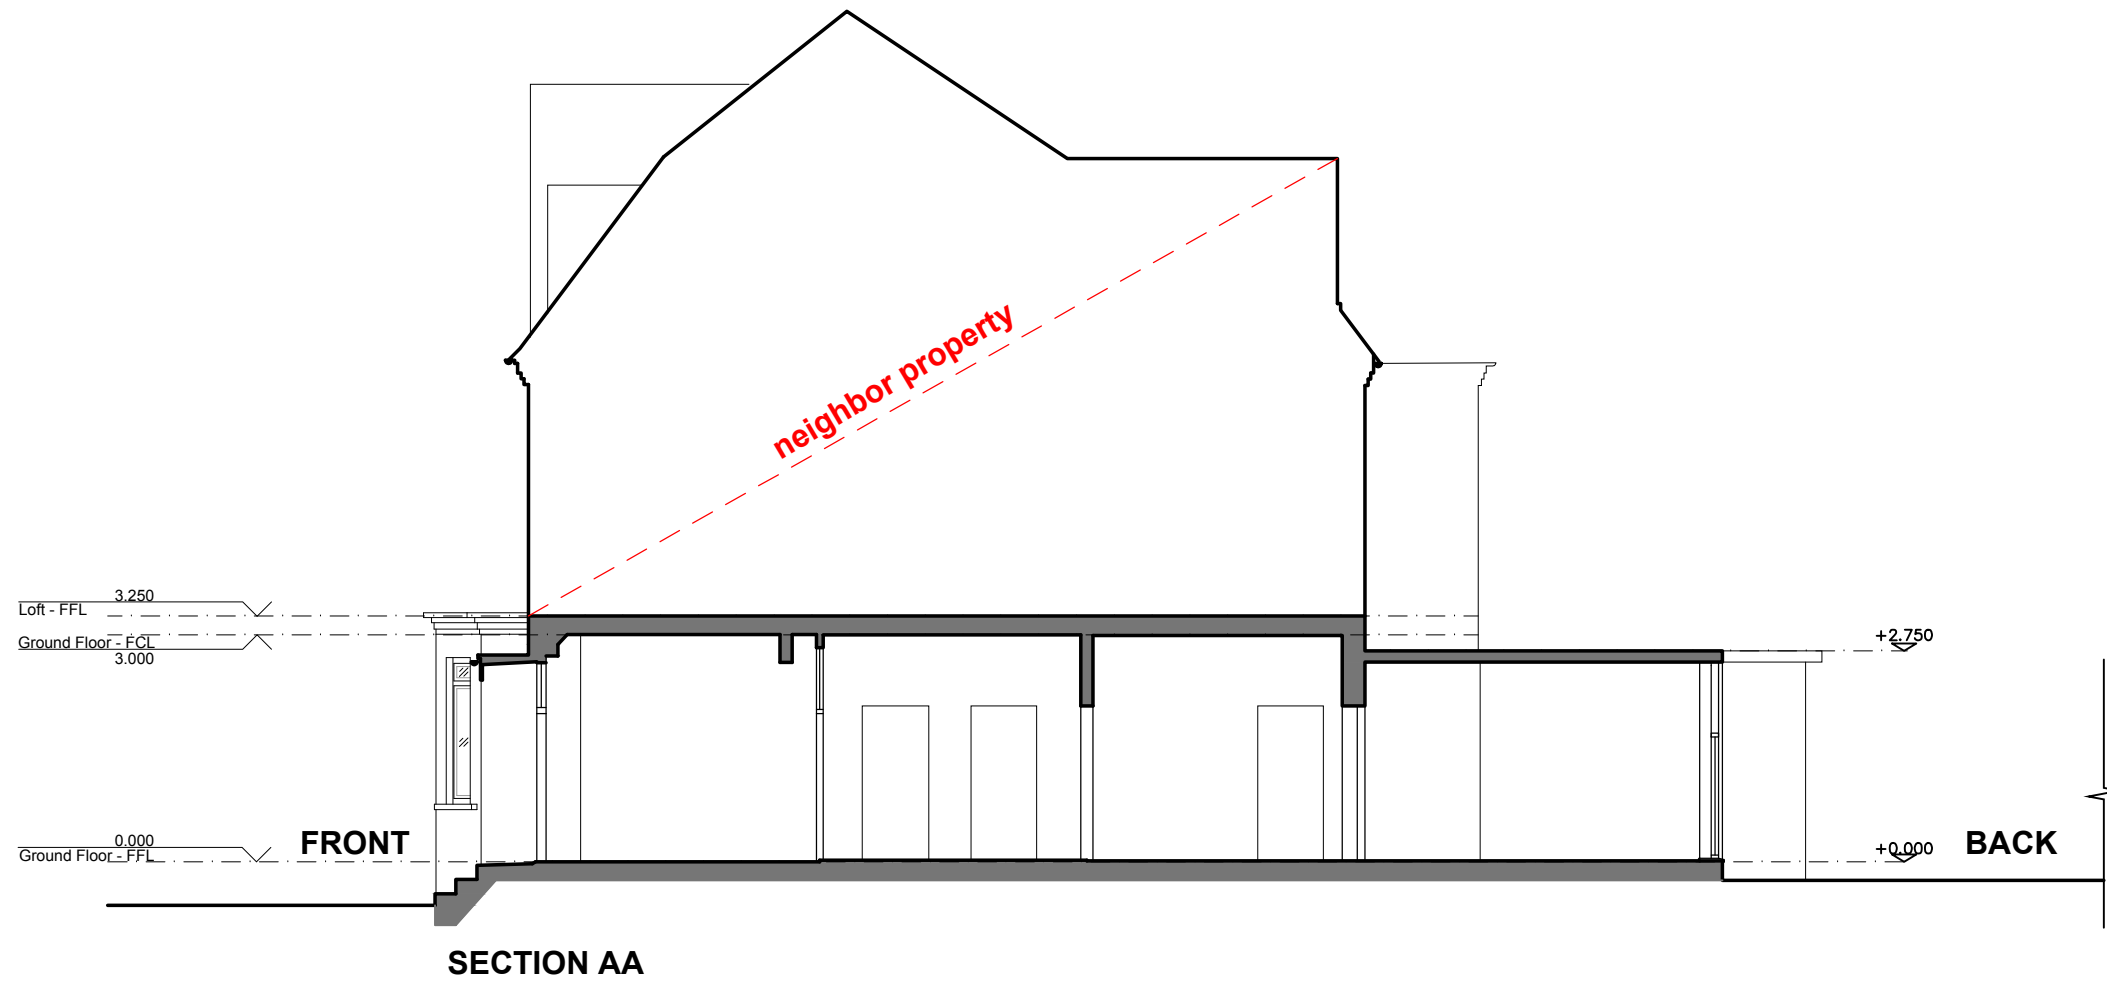 neighbor property
3.250
Loft - FFL
Ground Floor - FCL
3.000
+2.750
0.000
Ground Floor - FFL
FRONT
+0.000
BACK
SECTION AA